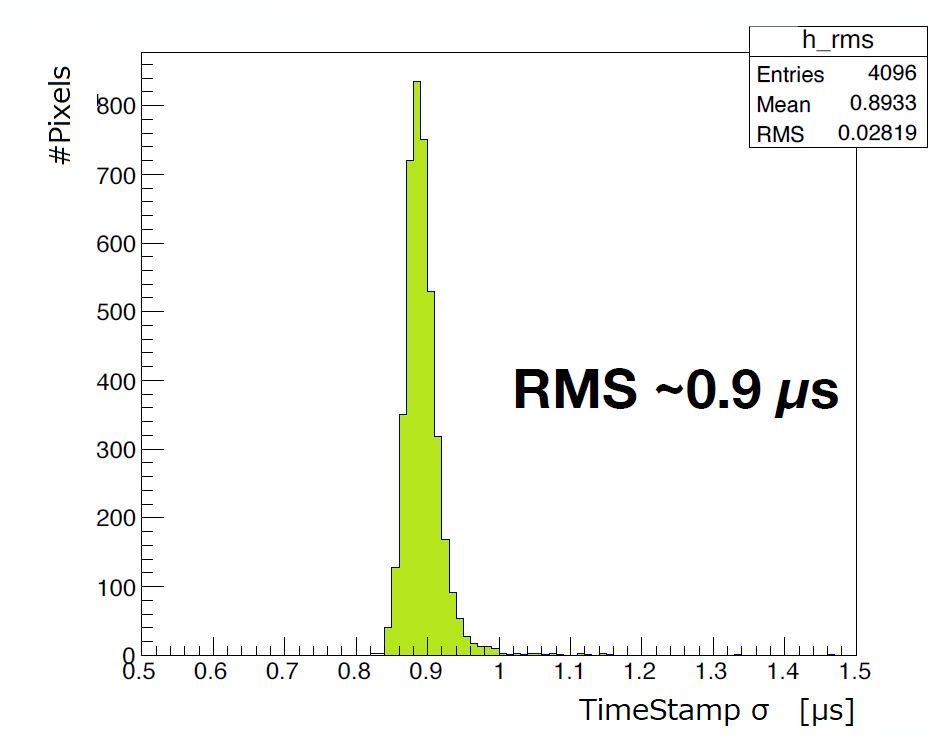 h_rms
Entries 4096
Mean 0.8933
RMS 0.02819
#Pixels
800
700
600
500
400
300
200
100
0
RMS ~0.9 µs
0.5 0.6 0.7 0.8 0.9 1 1.1 1.2 1.3 1.4 1.5
TimeStamp σ [µs]